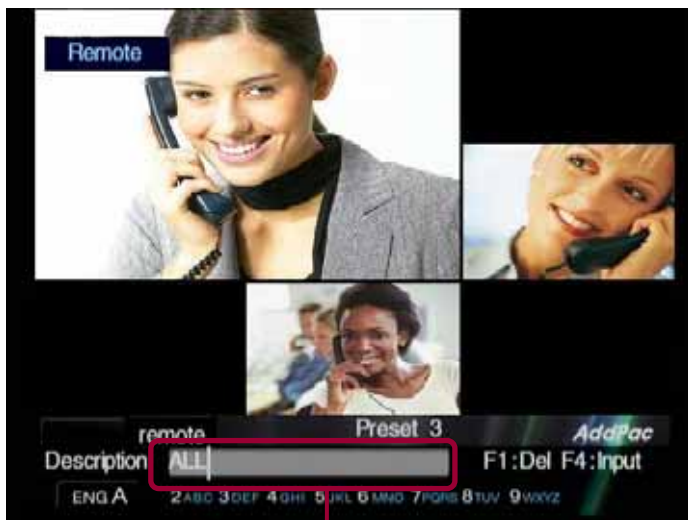 Remote
remote Preset 3 AddPac
Description ALL F1:Del F4:Input
ENG A 2ABC 3DEF 4GHI 5JKL 6MNO 7PQRS 8TUV 9WXYZ